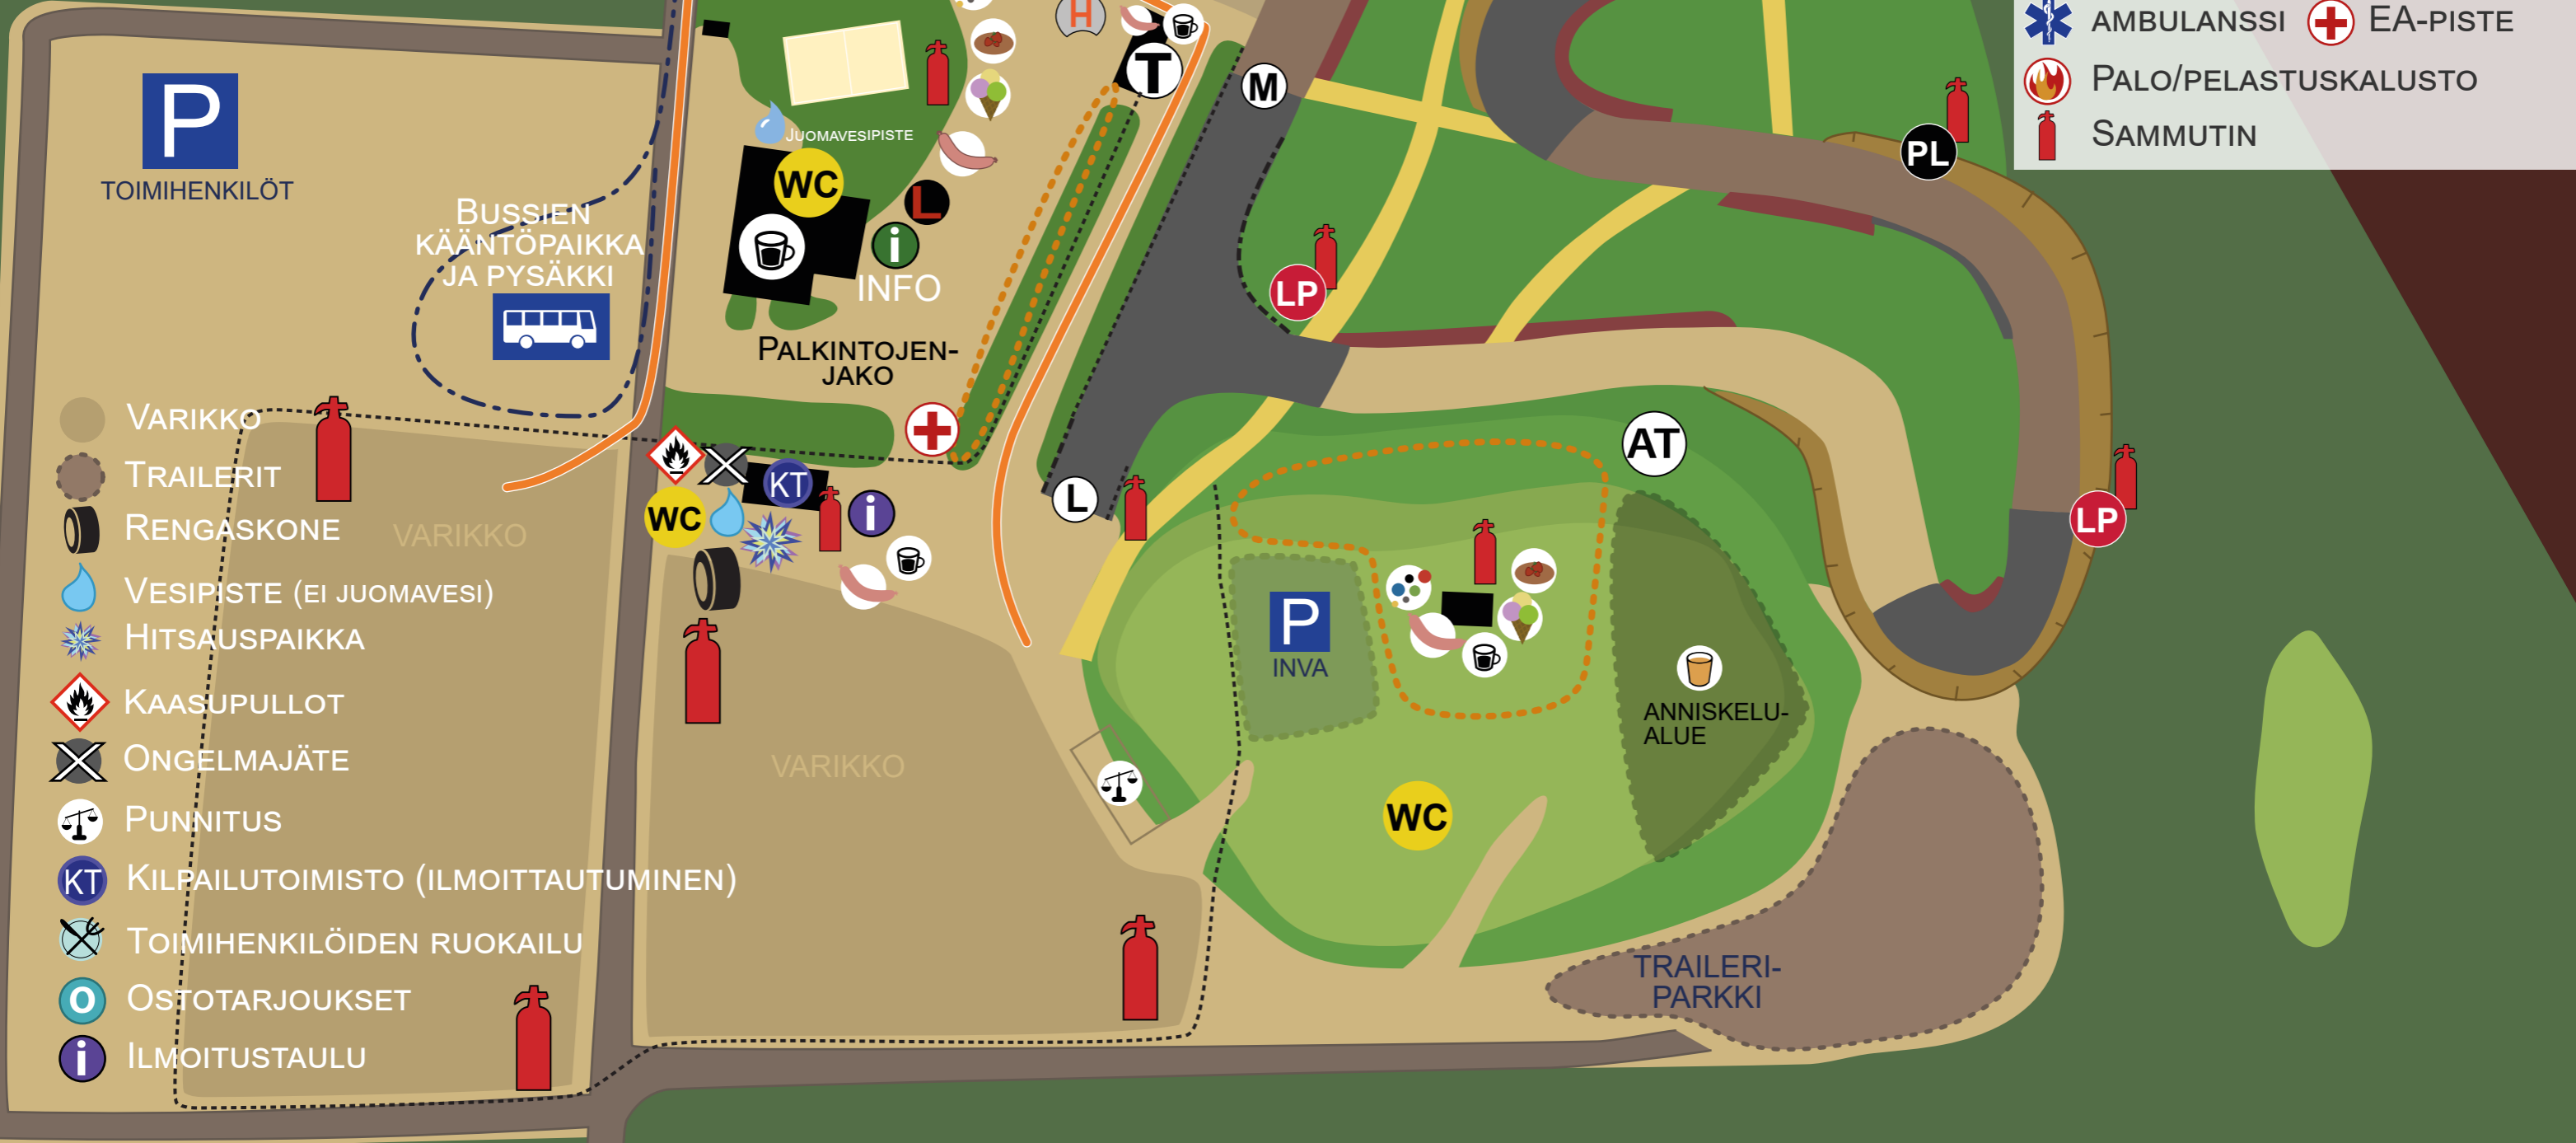 H
AMBULANSSI
EA-PISTE
PALO/PELASTUSKALUSTO
SAMMUTIN
P
TOIMIHENKILÖT
T
M
PL
JUOMAVESIPISTE
WC
L
i
INFO
BUSSIEN
KÄÄNTÖPAIKKA
JA PYSÄKKI
LP
PALKINTOJEN-
JAKO
VARIKKO
TRAILERIT
RENGASKONE
VESIPISTE (EI JUOMAVESI)
HITSAUSPAIKKA
KAASUPULLOT
ONGELMAJÄTE
PUNNITUS
KT KILPAILUTOIMISTO (ILMOITTAUTUMINEN)
TOIMIHENKILÖIDEN RUOKAILU
O OSTOTARJOUKSET
i ILMOITUSTAULU
VARIKKO
KT
WC
i
L
AT
LP
P
INVA
ANNISKELU-
ALUE
VARIKKO
WC
TRAILERI-
PARKKI